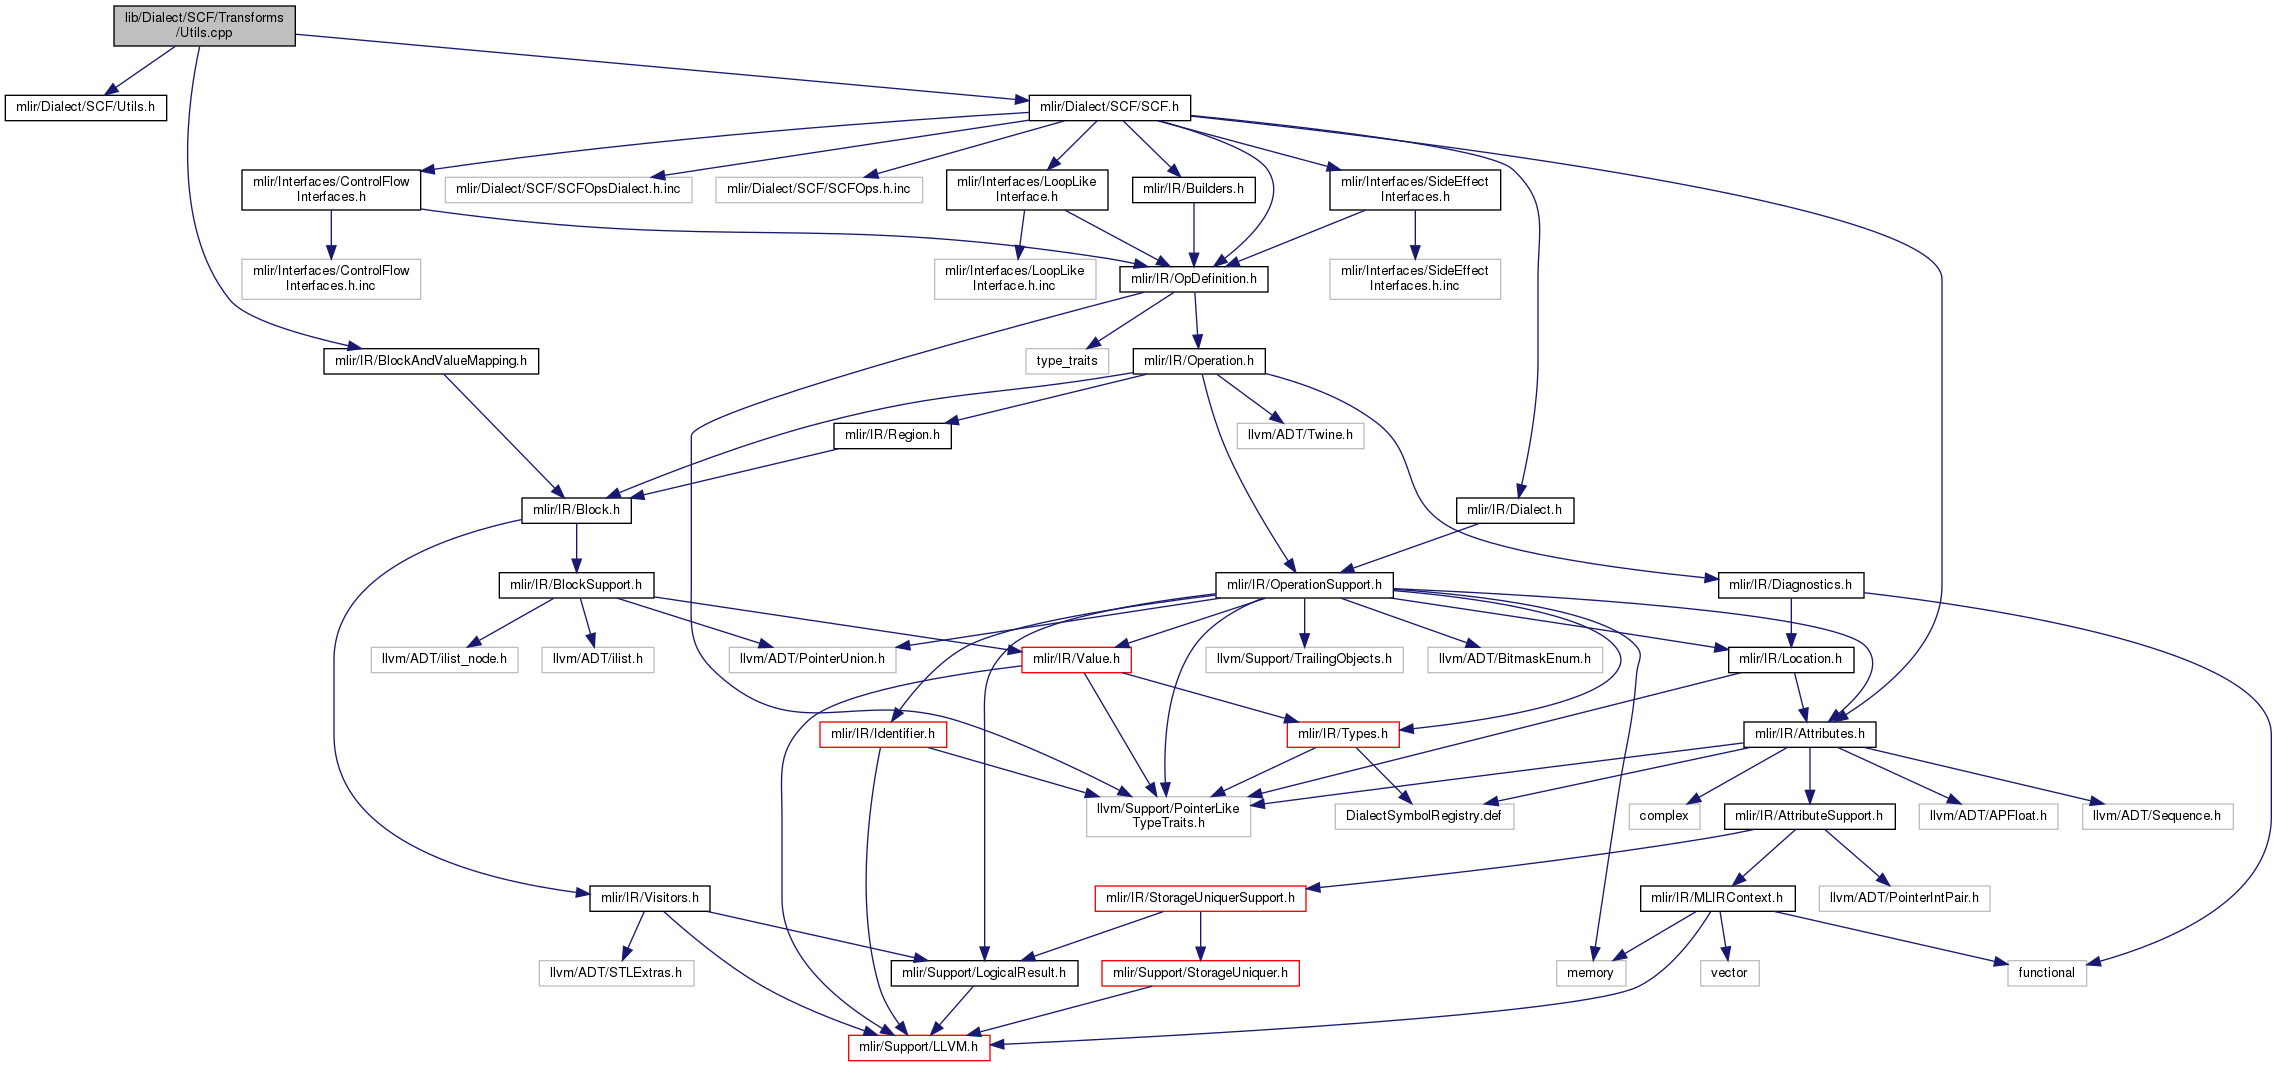 lib/Dialect/SCF/Transforms
/Utils.cpp
mlir/Dialect/SCF/Utils.h
mlir/Dialect/SCF/SCF.h
mlir/Interfaces/ControlFlow
Interfaces.h
mlir/Dialect/SCF/SCFOpsDialect.h.inc
mlir/Dialect/SCF/SCFOps.h.inc
mlir/Interfaces/LoopLike
Interface.h
mlir/IR/Builders.h
mlir/Interfaces/SideEffect
Interfaces.h
mlir/Interfaces/ControlFlow
Interfaces.h.inc
mlir/Interfaces/LoopLike
Interface.h.inc
mlir/IR/OpDefinition.h
mlir/Interfaces/SideEffect
Interfaces.h.inc
mlir/IR/BlockAndValueMapping.h
type_traits
mlir/IR/Operation.h
mlir/IR/Region.h
llvm/ADT/Twine.h
mlir/IR/Block.h
mlir/IR/Dialect.h
mlir/IR/BlockSupport.h
mlir/IR/OperationSupport.h
mlir/IR/Diagnostics.h
llvm/ADT/ilist_node.h
llvm/ADT/ilist.h
llvm/ADT/PointerUnion.h
mlir/IR/Value.h
llvm/Support/TrailingObjects.h
llvm/ADT/BitmaskEnum.h
mlir/IR/Location.h
mlir/IR/Identifier.h
mlir/IR/Types.h
mlir/IR/Attributes.h
llvm/Support/PointerLike
TypeTraits.h
DialectSymbolRegistry.def
complex
mlir/IR/AttributeSupport.h
llvm/ADT/APFloat.h
llvm/ADT/Sequence.h
mlir/IR/Visitors.h
mlir/IR/StorageUniquerSupport.h
mlir/IR/MLIRContext.h
llvm/ADT/PointerIntPair.h
llvm/ADT/STLExtras.h
mlir/Support/LogicalResult.h
mlir/Support/StorageUniquer.h
memory
vector
functional
mlir/Support/LLVM.h